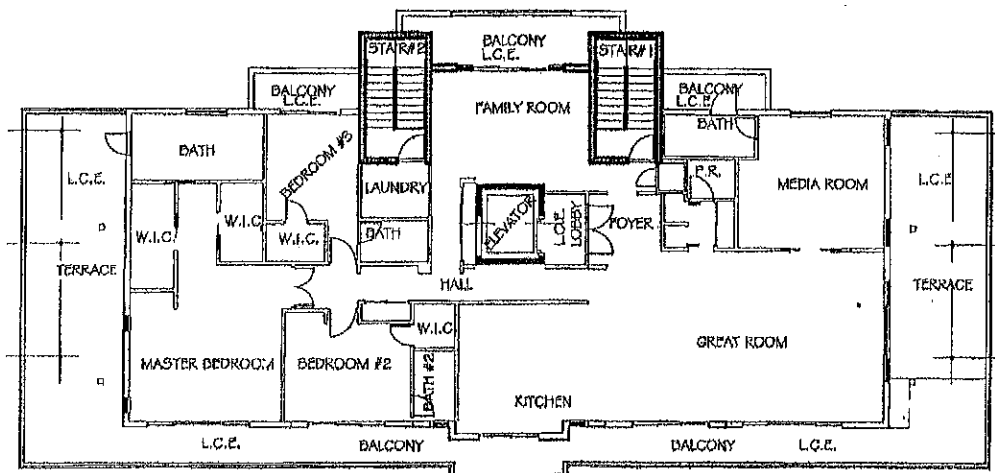 BALCONY
L.C.E.
STAIR#2
STAIR#1
BALCONY
L.C.E.
FAMILY ROOM
BALCONY
L.C.E.
BATH
BEDROOM #3
LAUNDRY
BATH
P.R.
MEDIA ROOM
L.C.E.
L.C.E.
W.I.C.
W.I.C.
W.I.C.
BATH
ELEVATOR
L.C.E.
LOBBY
FOYER
TERRACE
HALL
TERRACE
W.I.C.
GREAT ROOM
MASTER BEDROOM
BEDROOM #2
BATH #2
KITCHEN
L.C.E.
BALCONY
BALCONY
L.C.E.